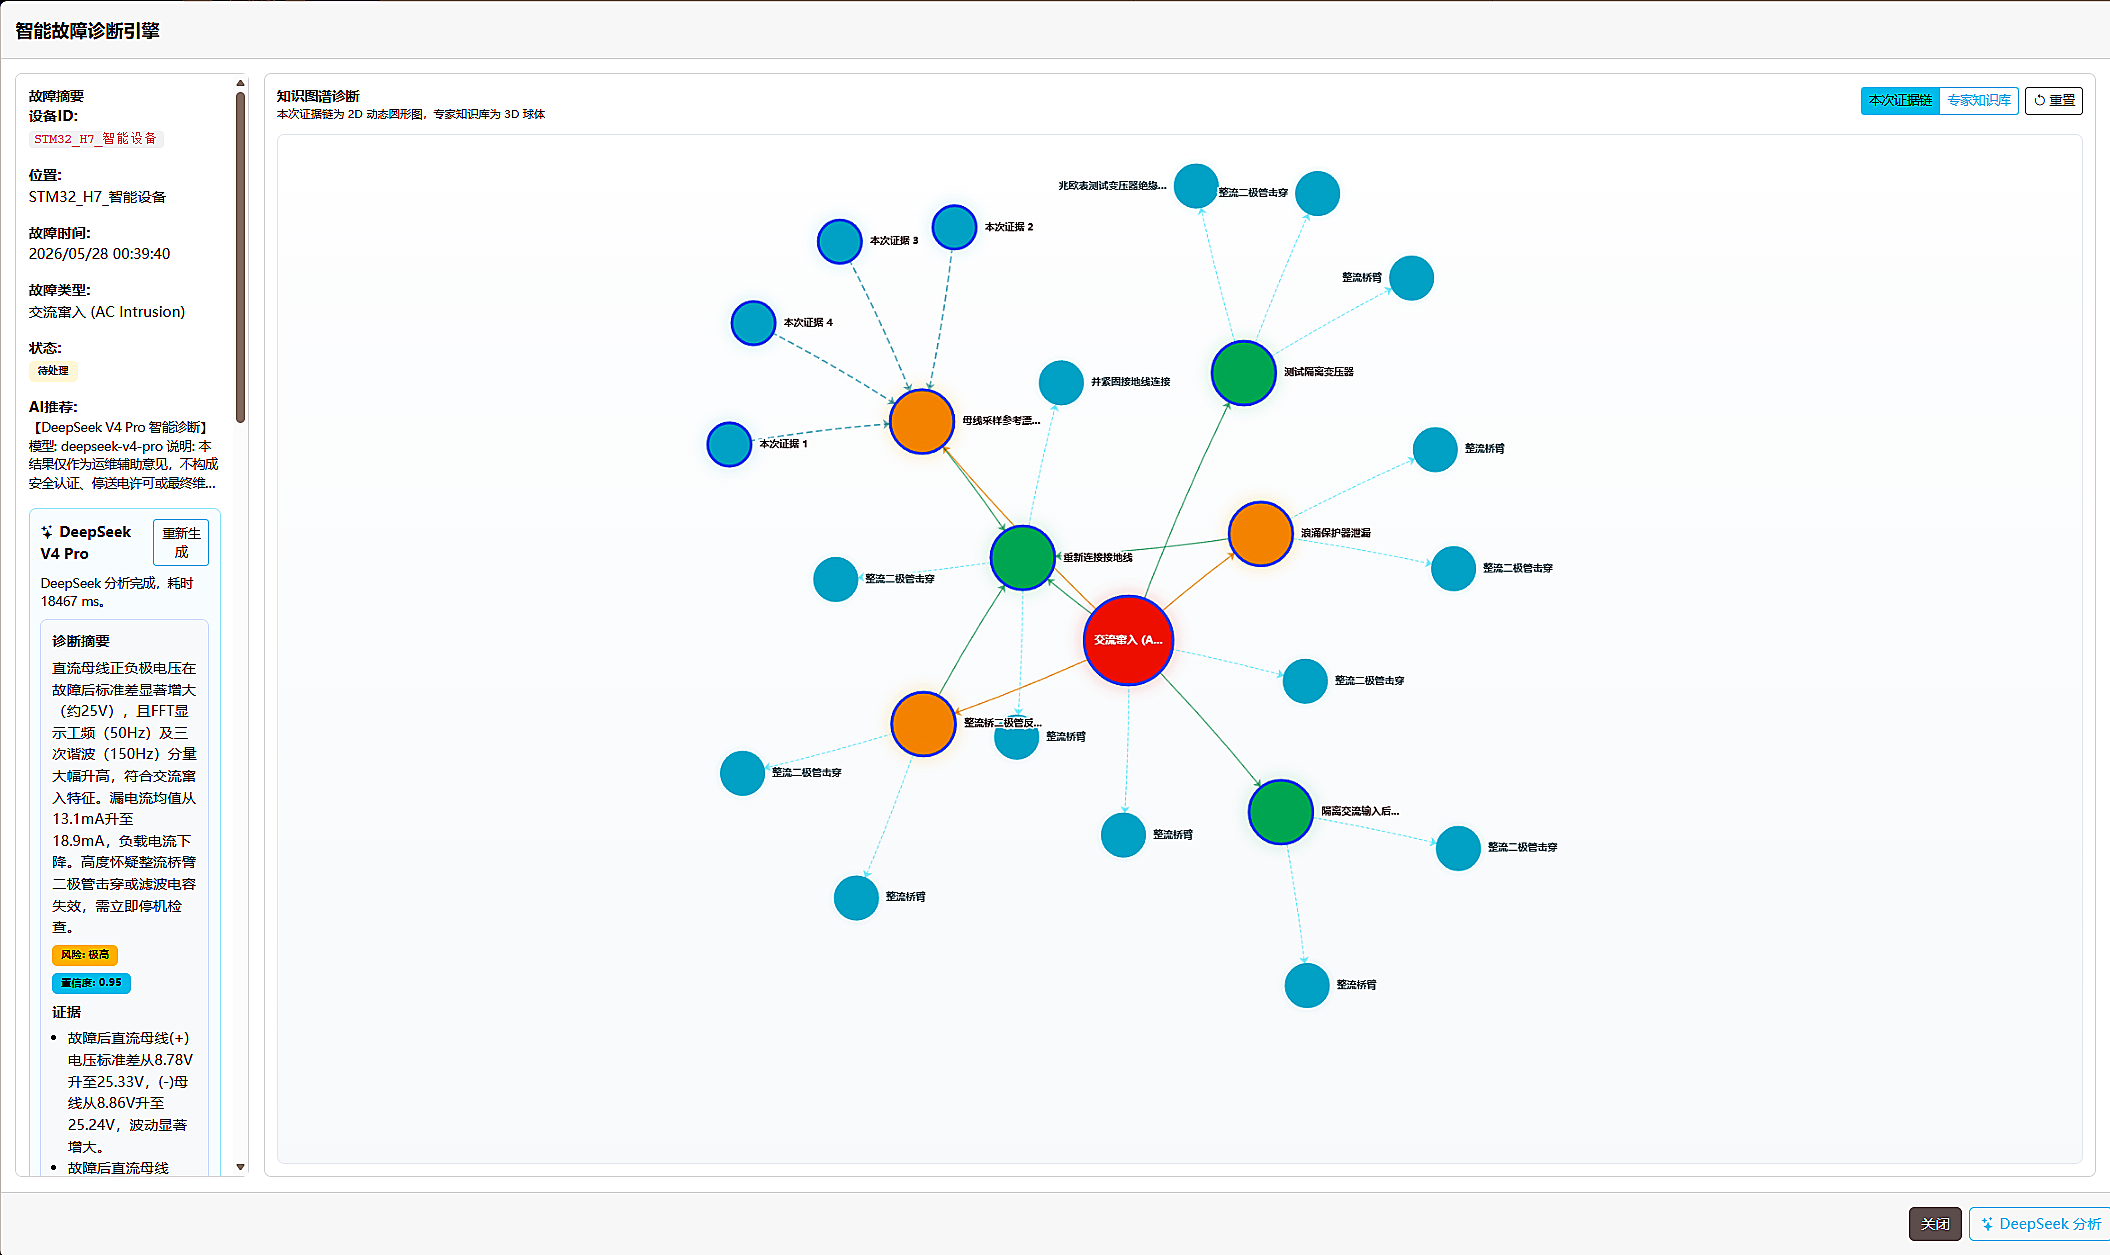 智能故障诊断引擎
故障摘要
设备ID:
STM32_H7_智能设备
位置:
STM32_H7_智能设备
故障时间:
2026/05/28 00:39:40
故障类型:
交流窜入 (AC Intrusion)
状态:
待处理
AI推荐:
【DeepSeek V4 Pro 智能诊断】
模型: deepseek-v4-pro 说明: 本
结果仅作为运维辅助意见，不构成
安全认证、停送电许可或最终维...
DeepSeek
V4 Pro
重新生
成
DeepSeek 分析完成，耗时
18467 ms。
诊断摘要
直流母线正负极电压在
故障后标准差显著增大
（约25V），且FFT显
示工频（50Hz）及三
次谐波（150Hz）分量
大幅升高，符合交流窜
入特征。漏电流均值从
13.1mA升至
18.9mA，负载电流下
降。高度怀疑整流桥臂
二极管击穿或滤波电容
失效，需立即停机检
查。
风险: 极高
置信度: 0.95
证据
故障后直流母线(+)
电压标准差从8.78V
升至25.33V，(-)母
线从8.86V升至
25.24V，波动显著
增大。
故障后直流母线
知识图谱诊断
本次证据链为 2D 动态圆形图，专家知识库为 3D 球体
本次证据链
专家知识库
重置
兆欧表测试变压器绝缘...
整流二极管击穿
本次证据 3
本次证据 2
整流桥臂
本次证据 4
测试隔离变压器
并紧固接地线连接
母线采样参考漂...
本次证据 1
整流桥臂
浪涌保护器泄漏
重新连接接地线
整流二极管击穿
整流二极管击穿
交流窜入 (A...
整流二极管击穿
整流桥二极管反...
整流桥臂
整流二极管击穿
隔离交流输入后...
整流桥臂
整流二极管击穿
整流桥臂
整流桥臂
关闭
DeepSeek 分析